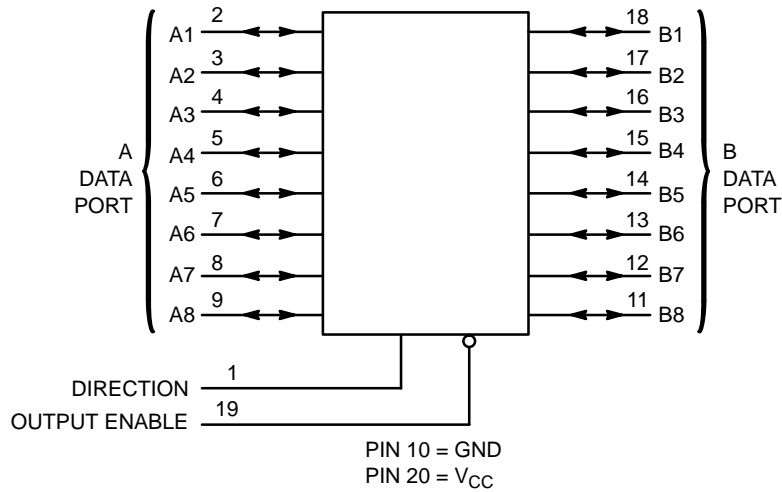 A
DATA
PORT
A1 2
A2 3
A3 4
A4 5
A5 6
A6 7
A7 8
A8 9
18 B1
17 B2
16 B3
15 B4
14 B5
13 B6
12 B7
11 B8
B
DATA
PORT
DIRECTION 1
OUTPUT ENABLE 19
PIN 10 = GND
PIN 20 = VCC